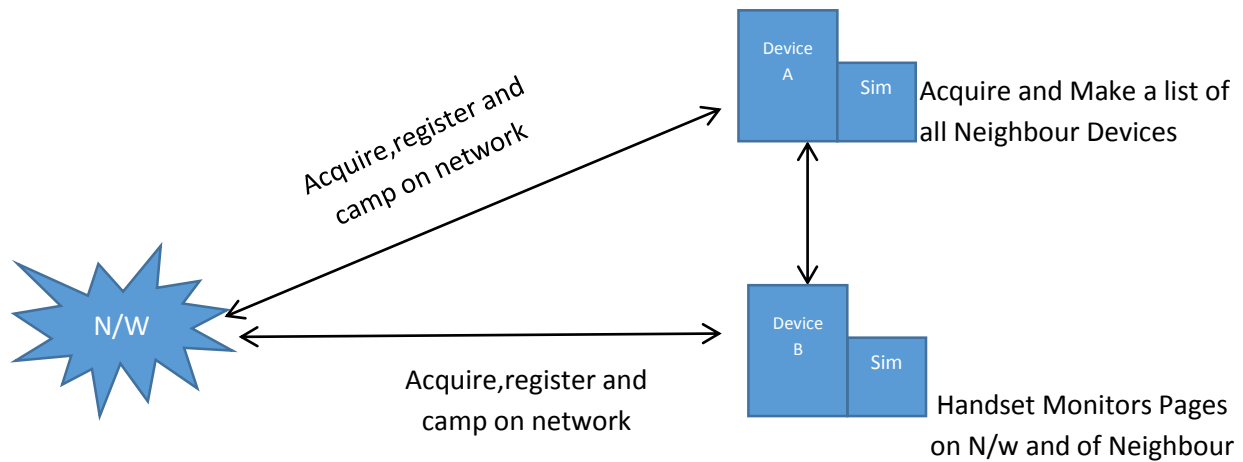 Device
A
Sim
Acquire and Make a list of
all Neighbour Devices
Acquire,register and
camp on network
N/W
Device
B
Sim
Acquire,register and
camp on network
Handset Monitors Pages
on N/w and of Neighbour